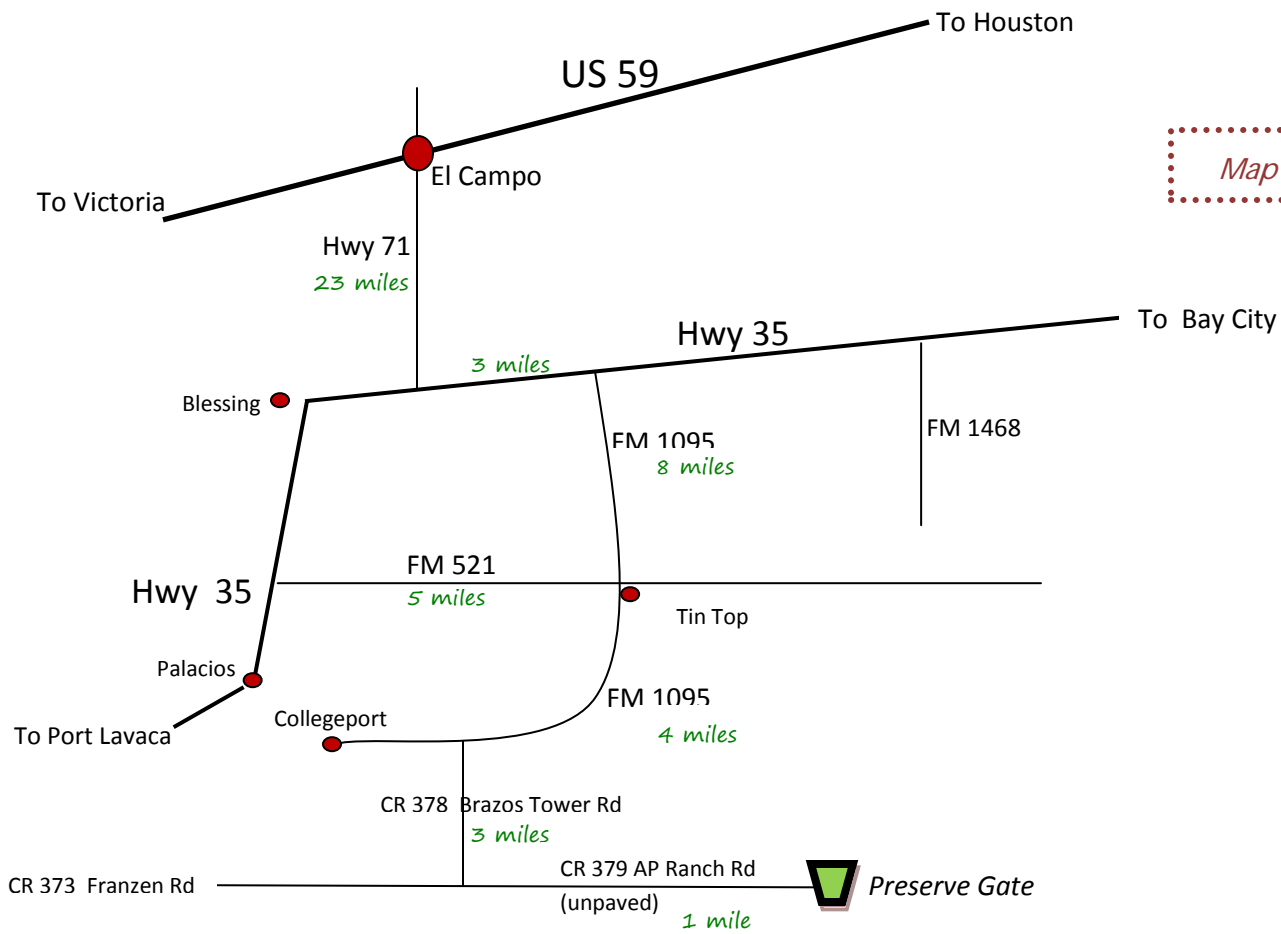 To Houston
US 59
Map
El Campo
To Victoria
Hwy 71
23 miles
To Bay City
Hwy 35
3 miles
Blessing
FM 1095
8 miles
FM 1468
FM 521
5 miles
Hwy 35
Tin Top
Palacios
FM 1095
4 miles
Collegeport
To Port Lavaca
CR 378 Brazos Tower Rd
3 miles
CR 379 AP Ranch Rd
(unpaved)
1 mile
CR 373 Franzen Rd
Preserve Gate